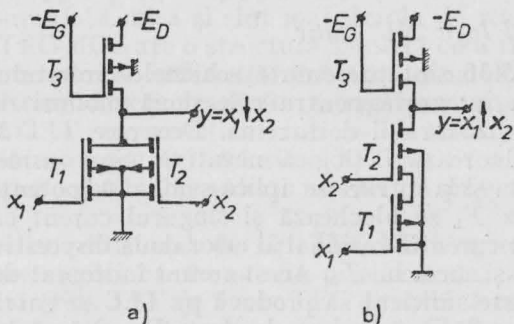 -E_G -E_D
T_3
y=x_1↓x_2
T_1 T_2
x_1 x_2
a)
-E_G -E_D
T_3
y=x_1↓x_2
T_2
x_2
T_1
x_1
b)